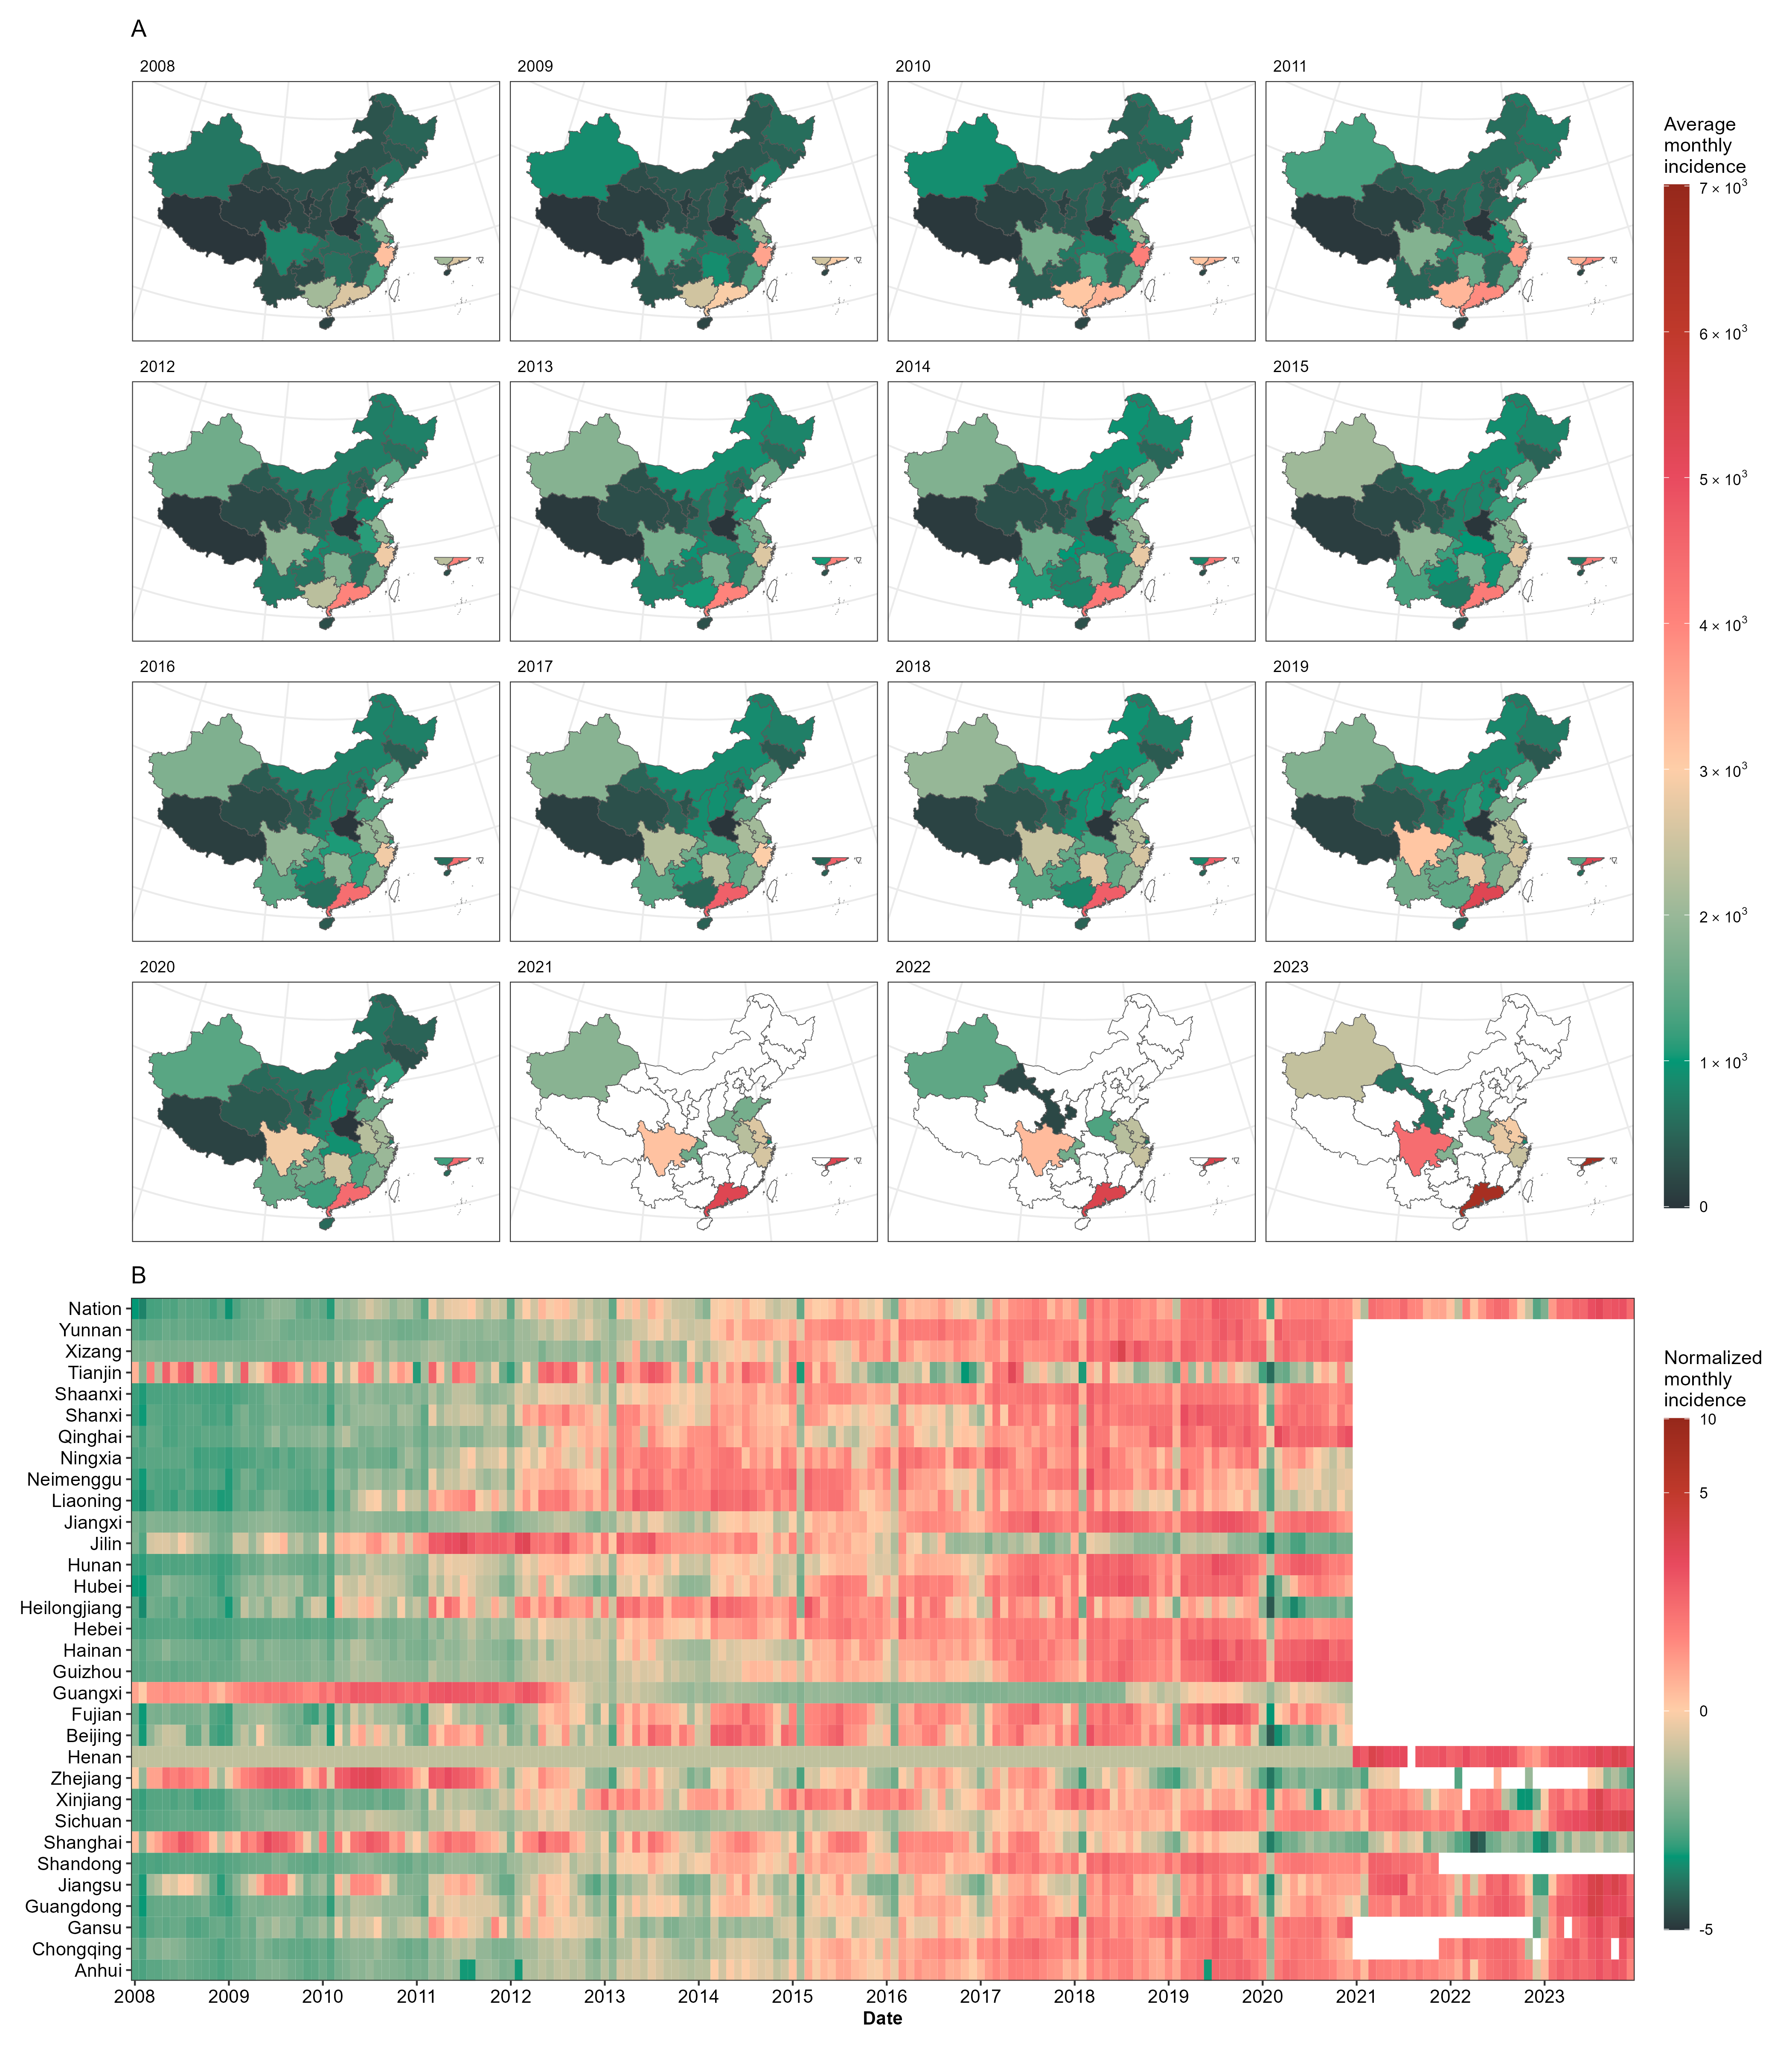 A
2008
2009
2010
2011
Average
monthly
incidence
7 × 10³
6 × 10³
5 × 10³
4 × 10³
3 × 10³
2 × 10³
1 × 10³
0
2012
2013
2014
2015
2016
2017
2018
2019
2020
2021
2022
2023
B
Nation
Yunnan
Xizang
Tianjin
Shaanxi
Shanxi
Qinghai
Ningxia
Neimenggu
Liaoning
Jiangxi
Jilin
Hunan
Hubei
Heilongjiang
Hebei
Hainan
Guizhou
Guangxi
Fujian
Beijing
Henan
Zhejiang
Xinjiang
Sichuan
Shanghai
Shandong
Jiangsu
Guangdong
Gansu
Chongqing
Anhui
Normalized
monthly
incidence
10
5
0
-5
2008 2009 2010 2011 2012 2013 2014 2015 2016 2017 2018 2019 2020 2021 2022 2023
Date